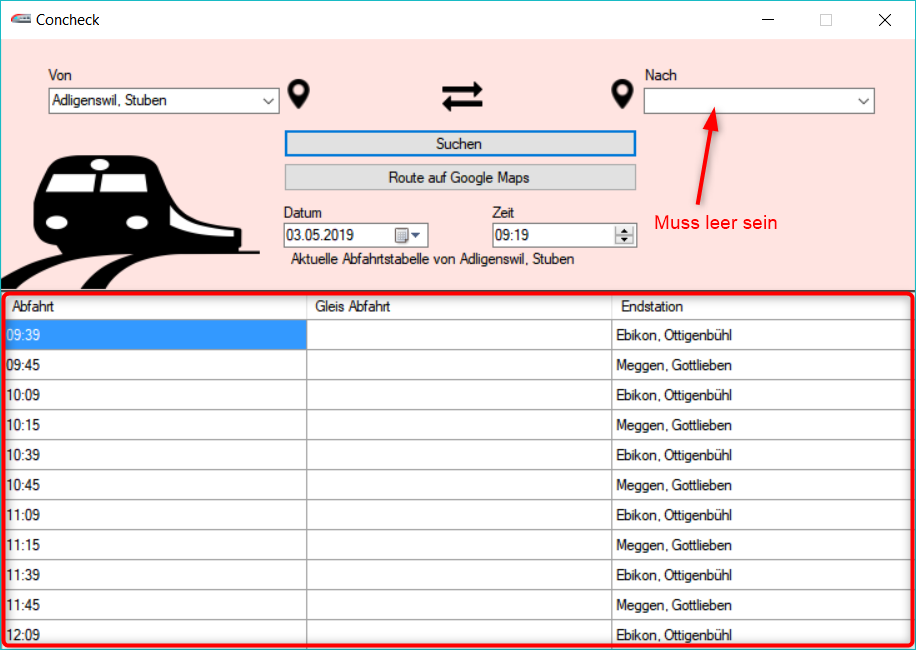 Concheck
Von
Nach
Adligenswil, Stuben
Suchen
Route auf Google Maps
Datum
Zeit
03.05.2019
09:19
Muss leer sein
Aktuelle Abfahrtstabelle von Adligenswil, Stuben
Abfahrt Gleis Abfahrt Endstation
09:39 Ebikon, Ottigenbühl
09:45 Meggen, Gottlieben
10:09 Ebikon, Ottigenbühl
10:15 Meggen, Gottlieben
10:39 Ebikon, Ottigenbühl
10:45 Meggen, Gottlieben
11:09 Ebikon, Ottigenbühl
11:15 Meggen, Gottlieben
11:39 Ebikon, Ottigenbühl
11:45 Meggen, Gottlieben
12:09 Ebikon, Ottigenbühl